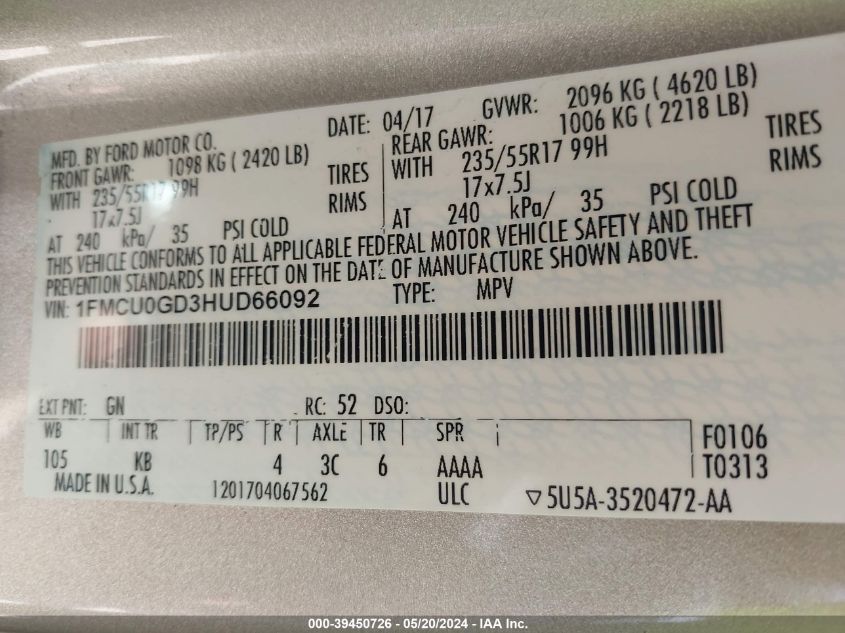 MFD. BY FORD MOTOR CO.
DATE: 04/17 GVWR: 2096 KG ( 4620 LB)
FRONT GAWR: 1098 KG ( 2420 LB)
REAR GAWR: 1006 KG ( 2218 LB)
WITH 235/55R17 99H TIRES
WITH 235/55R17 99H TIRES
17x7.5J RIMS
17x7.5J RIMS
AT 240 kPa/ 35 PSI COLD
AT 240 kPa/ 35 PSI COLD
THIS VEHICLE CONFORMS TO ALL APPLICABLE FEDERAL MOTOR VEHICLE SAFETY AND THEFT
PREVENTION STANDARDS IN EFFECT ON THE DATE OF MANUFACTURE SHOWN ABOVE.
VIN: 1FMCU0GD3HUD66092 TYPE: MPV
EXT PNT: GN RC: 52 DSO:
WB INT TR TP/PS R AXLE TR SPR F0106
105 KB 4 3C 6 AAAA T0313
MADE IN U.S.A. 1201704067562 ULC ▽5U5A-3520472-AA
000-39450726 - 05/20/2024 - IAA Inc.